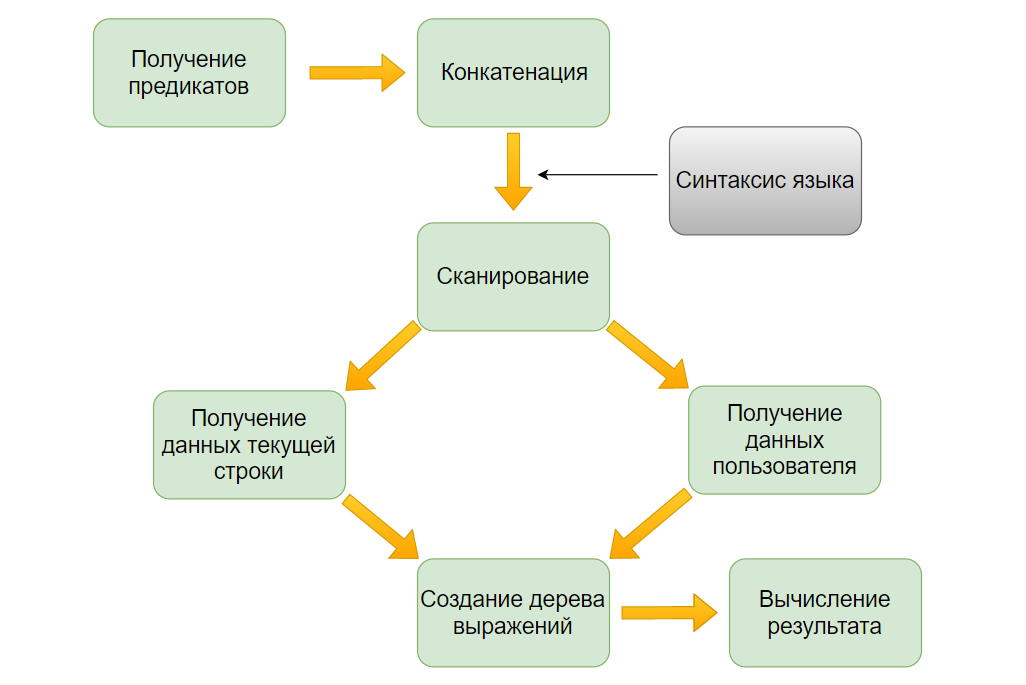 Получение
предикатов
Конкатенация
Синтаксис языка
Сканирование
Получение
данных текущей
строки
Получение
данных
пользователя
Создание дерева
выражений
Вычисление
результата